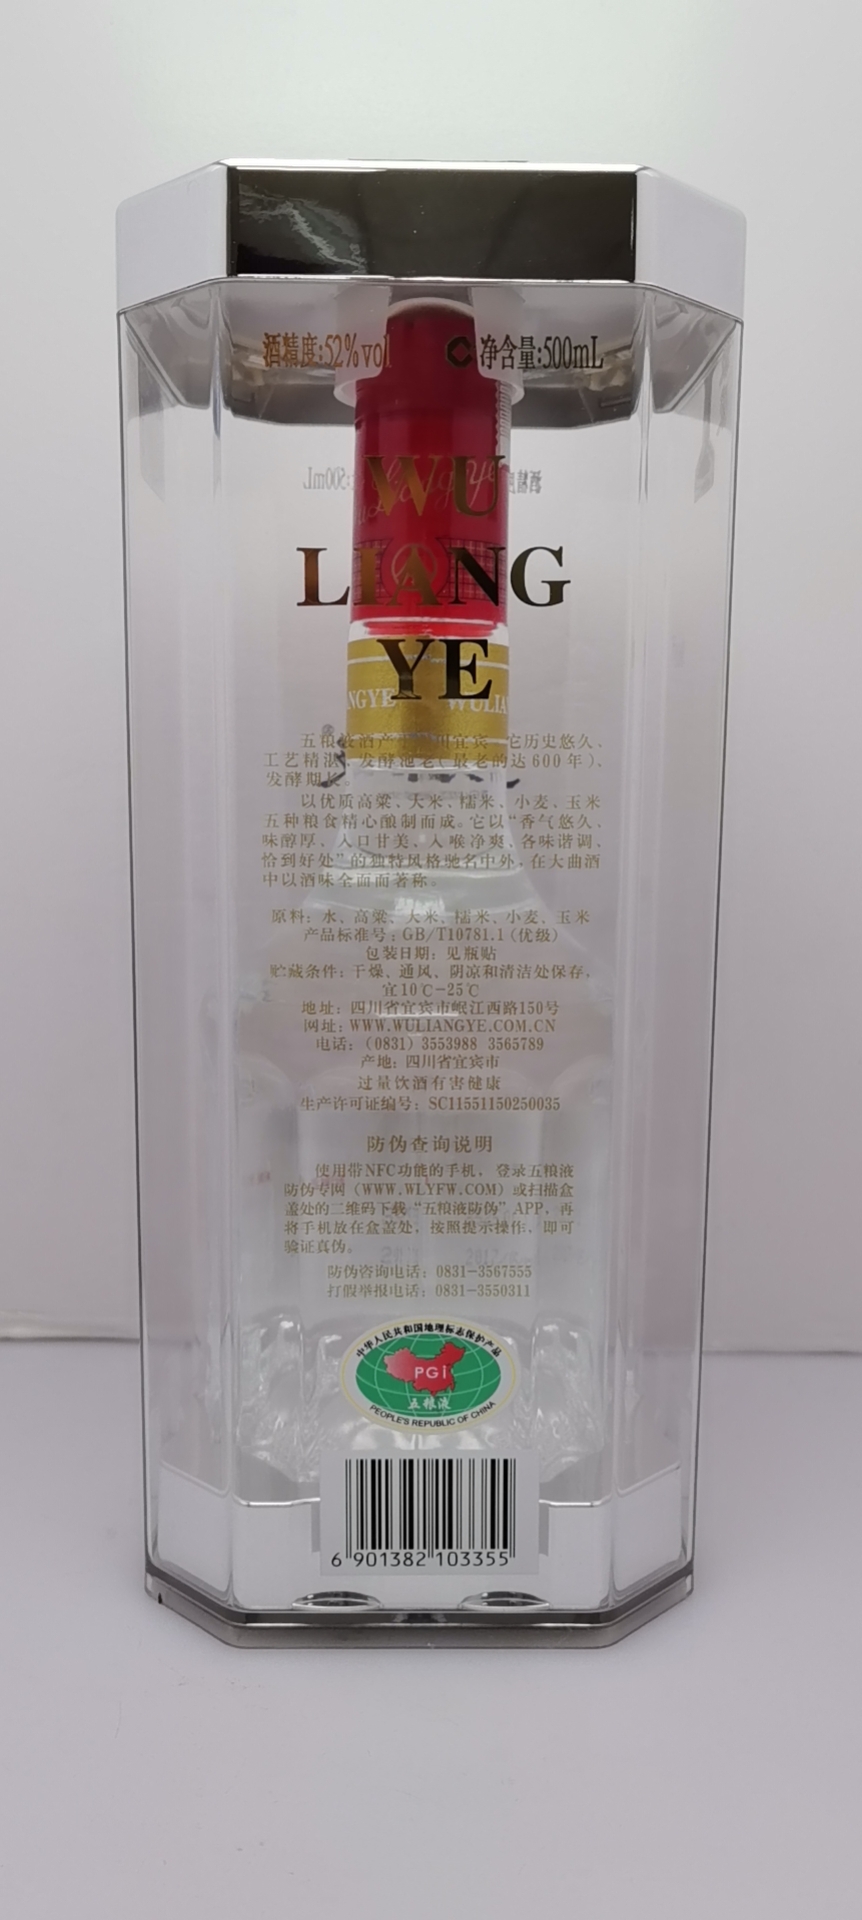 酒精度:52%vol 净含量:500mL
WU
LIANG
YE
NGYE WULIA
五粮液酒产于四川宜宾。它历史悠久、
工艺精湛、发酵池老(最老的达600年)、
发酵期长。
以优质高粱、大米、糯米、小麦、玉米
五种粮食精心酿制而成。它以“香气悠久、
味醇厚、入口甘美、入喉净爽、各味谐调、
恰到好处”的独特风格驰名中外,在大曲酒
中以酒味全面而著称。
原料:水、高粱、大米、糯米、小麦、玉米
产品标准号:GB/T10781.1(优级)
包装日期:见瓶贴
贮藏条件:干燥、通风、阴凉和清洁处保存,
宜10℃-25℃
地址:四川省宜宾市岷江西路150号
网址:WWW.WULIANGYE.COM.CN
电话:(0831)3553988 3565789
产地:四川省宜宾市
过量饮酒有害健康
生产许可证编号:SC11551150250035
防伪查询说明
使用带NFC功能的手机,登录五粮液
防伪专网(WWW.WLYFW.COM)或扫描盒
盖处的二维码下载“五粮液防伪”APP,再
将手机放在盒盖处,按照提示操作,即可
验证真伪。
防伪咨询电话:0831-3567555
打假举报电话:0831-3550311
中华人民共和国地理标志保护产品
PGI
五粮液
PEOPLE'S REPUBLIC OF CHINA
6 901382 103355